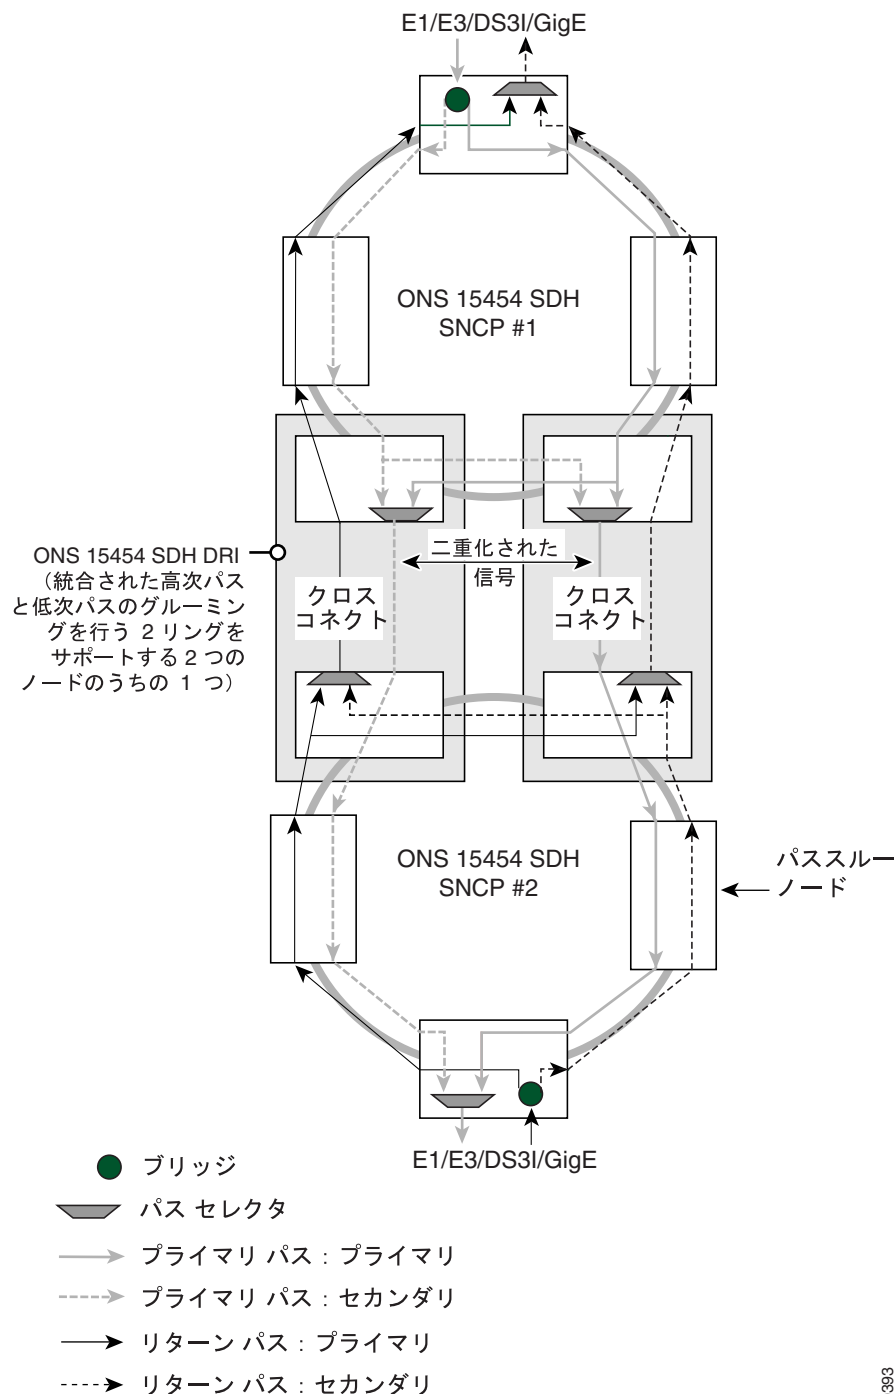 E1/E3/DS3I/GigE
ONS 15454 SDH
SNCP #1
二重化された
信号
ONS 15454 SDH DRI
（統合された高次パス
と低次パスのグルーミン
グを行う 2 リングを
サポートする 2 つの
ノードのうちの 1 つ）
クロス
コネクト
クロス
コネクト
ONS 15454 SDH
SNCP #2
パススルー
ノード
E1/E3/DS3I/GigE
ブリッジ
パス セレクタ
プライマリ パス：プライマリ
プライマリ パス：セカンダリ
リターン パス：プライマリ
リターン パス：セカンダリ
393